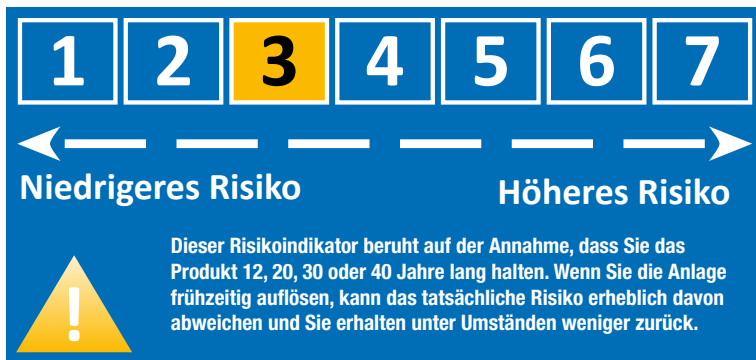 1 2 3 4 5 6 7
Niedrigeres Risiko Höheres Risiko
Dieser Risikoindikator beruht auf der Annahme, dass Sie das
Produkt 12, 20, 30 oder 40 Jahre lang halten. Wenn Sie die Anlage
frühzeitig auflösen, kann das tatsächliche Risiko erheblich davon
abweichen und Sie erhalten unter Umständen weniger zurück.
!